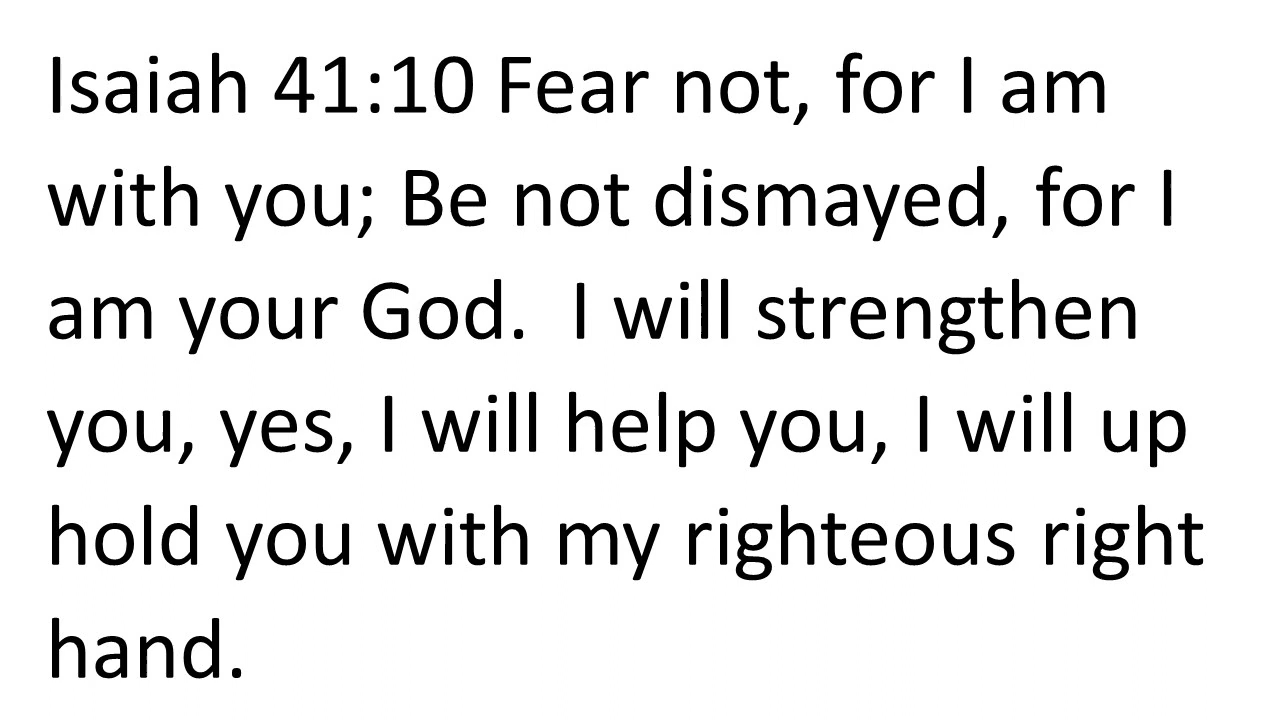 Isaiah 41:10 Fear not, for I am
with you; Be not dismayed, for I
am your God.  I will strengthen
you, yes, I will help you, I will up
hold you with my righteous right
hand.